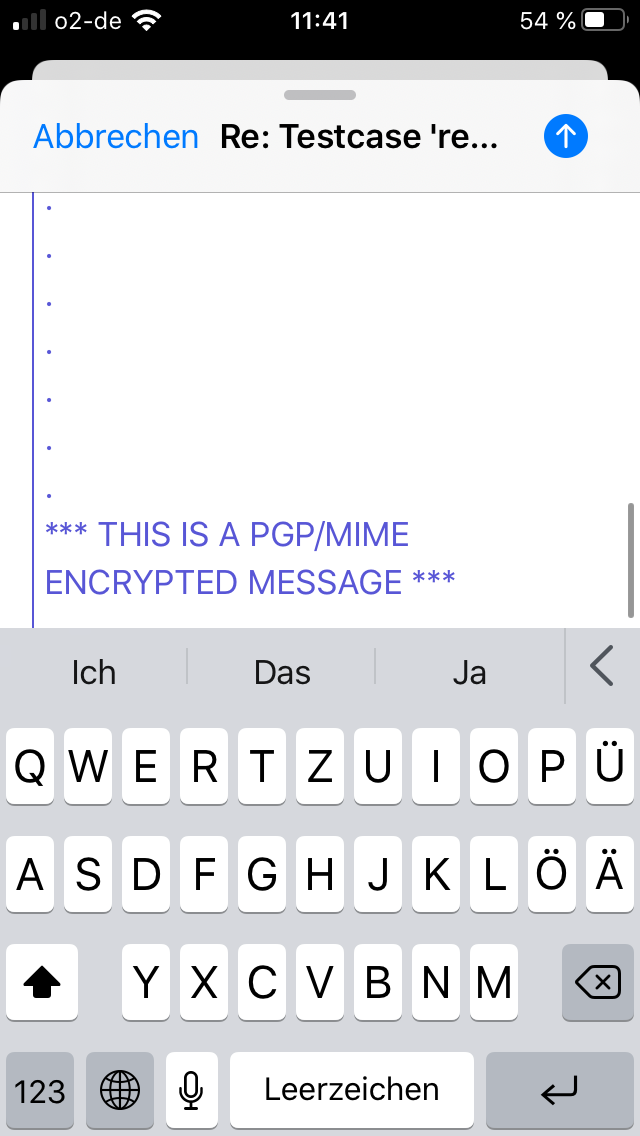 o2-de 11:41 54 %
Abbrechen Re: Testcase 're...
.
.
.
.
.
.
.
*** THIS IS A PGP/MIME
ENCRYPTED MESSAGE ***
Ich Das Ja
Q W E R T Z U I O P Ü
A S D F G H J K L Ö Ä
Y X C V B N M
123 Leerzeichen